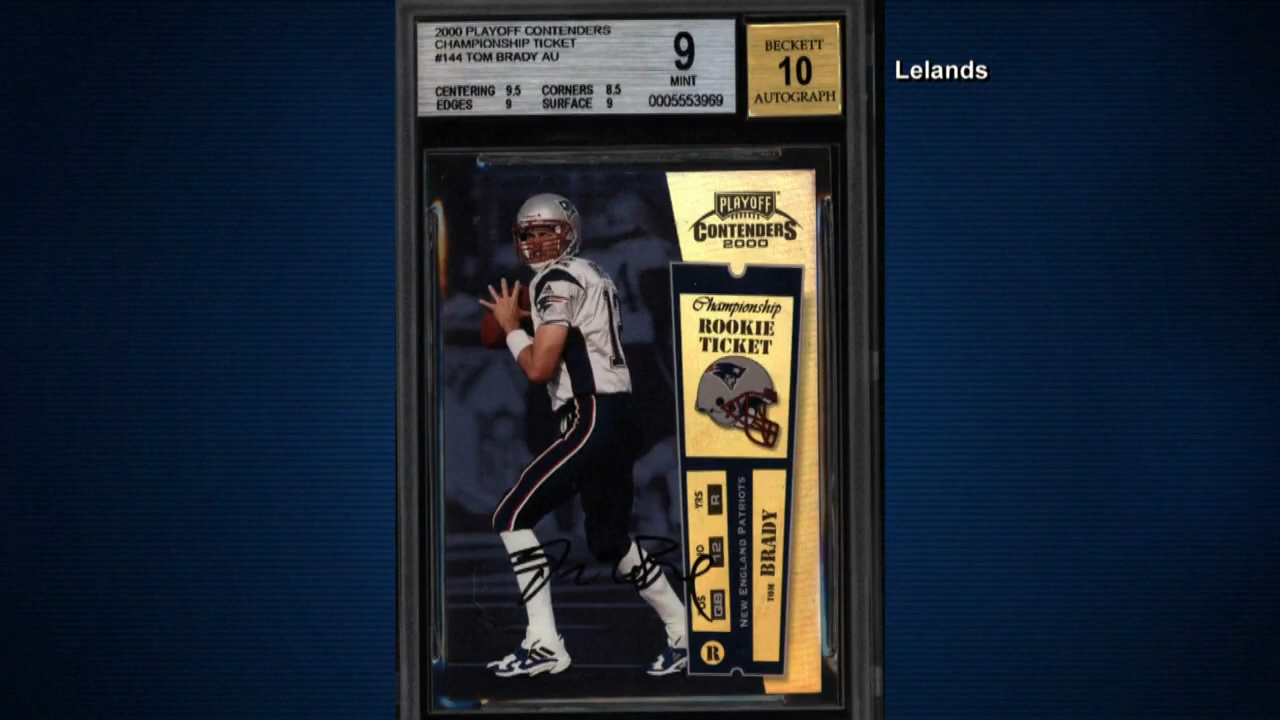 2000 PLAYOFF CONTENDERS
CHAMPIONSHIP TICKET
#144 TOM BRADY AU
CENTERING 9.5 CORNERS 8.5
EDGES 9 SURFACE 9
9
MINT
0005553969
BECKETT
10
AUTOGRAPH
Lelands
PLAYOFF
CONTENDERS
2000
Championship
ROOKIE
TICKET
12
YRS R
NO 12
POS QB
NEW ENGLAND PATRIOTS
TOM BRADY
R